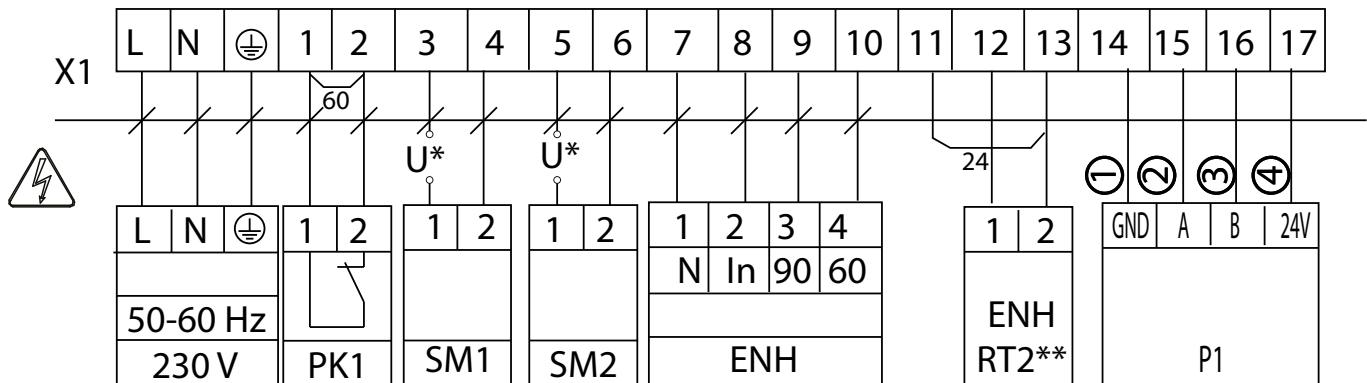 X1 L N 1 2 3 4 5 6 7 8 9 10 11 12 13 14 15 16 17
60
U* U*
24
① ② ③ ④
L N 1 2 1 2 1 2 1 2 3 4 1 2 GND A B 24V
N In 90 60
50-60 Hz ENH
230 V PK1 SM1 SM2 ENH RT2** P1